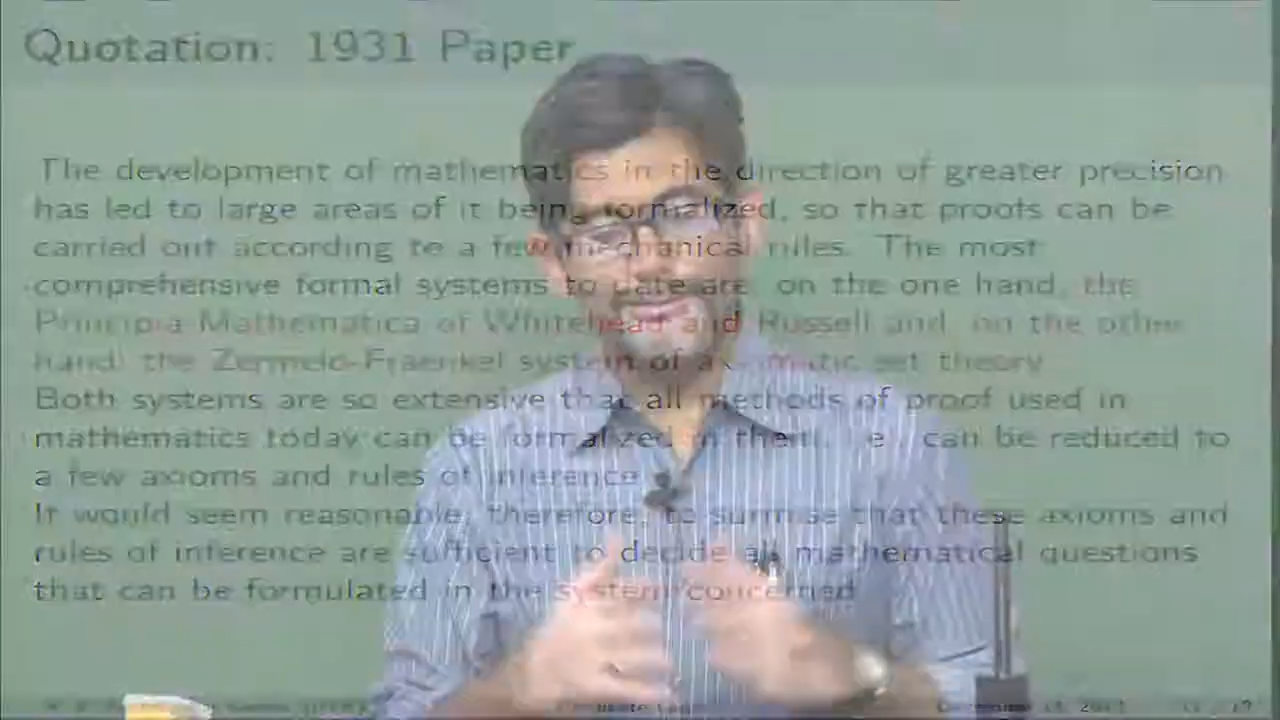 Quotation: 1931 Paper
The development of mathematics in the direction of greater precision
has led to large areas of it being formalized, so that proofs can be
carried out according to a few mechanical rules. The most
comprehensive formal systems to date are, on the one hand, the
Principia Mathematica of Whitehead and Russell and, on the other
hand, the Zermelo-Fraenkel system of axiomatic set theory.
Both systems are so extensive that all methods of proof used in
mathematics today can be formalized in them, i.e. can be reduced to
a few axioms and rules of inference.
It would seem reasonable, therefore, to surmise that these axioms and
rules of inference are sufficient to decide all mathematical questions
that can be formulated in the system concerned.